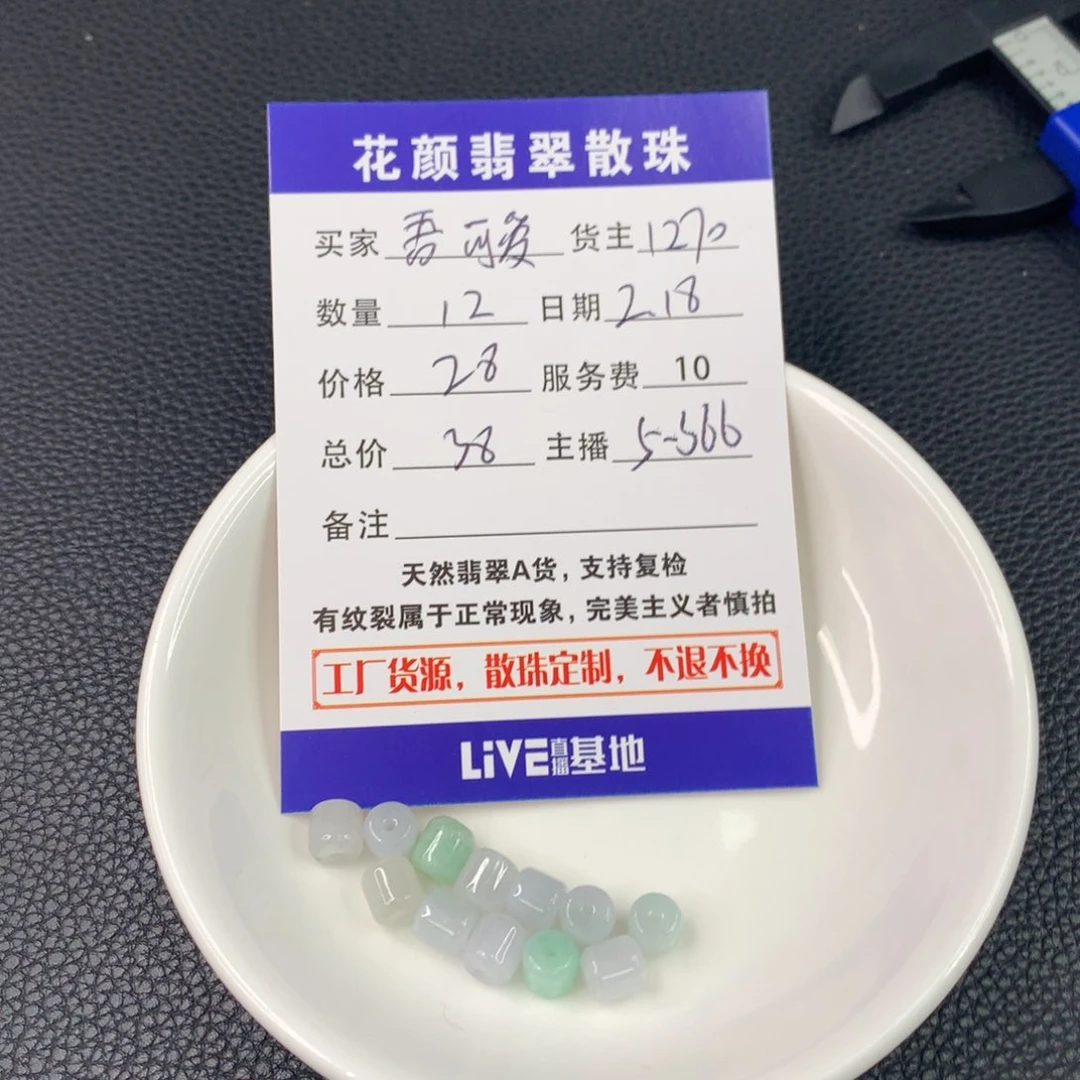 花颜翡翠散珠
买家 吾可爱 货主 1270
数量 12 日期 2.18
价格 28 服务费 10
总价 38 主播 5-366
备注
天然翡翠A货，支持复检
有纹裂属于正常现象，完美主义者慎拍
工厂货源，散珠定制，不退不换
LiVE直播基地